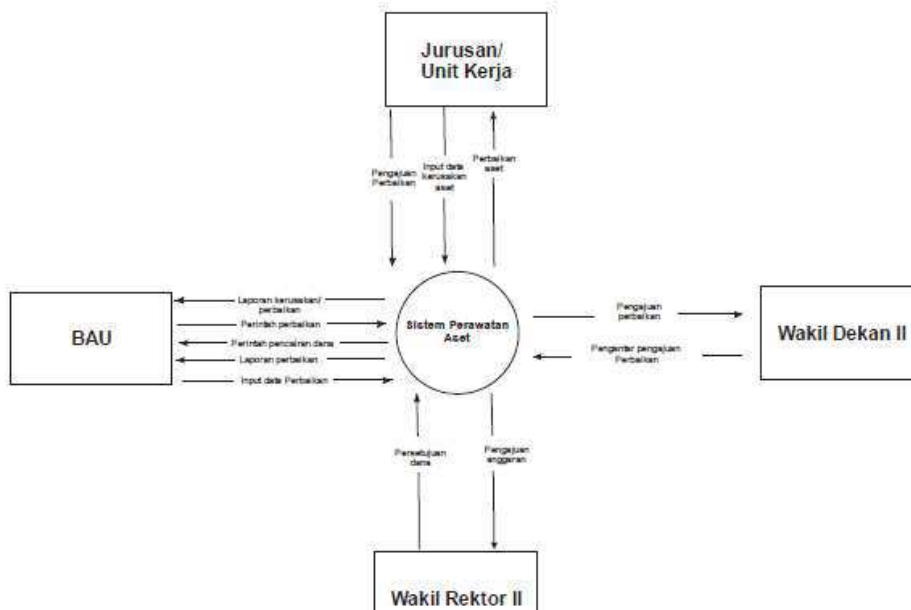 Jurusan/
Unit Kerja
Pengajuan
Perbaikan
Input data
kerusakan
aset
Perbaikan
aset
BAU
Laporan kerusakan/
perbaikan
Perintah perbaikan
Perintah pencairan dana
Laporan perbaikan
Input data Perbaikan
Sistem Perawatan
Aset
Pengajuan
perbaikan
Pengantar pengajuan
Perbaikan
Wakil Dekan II
Persetujuan
dana
Pengajuan
anggaran
Wakil Rektor II